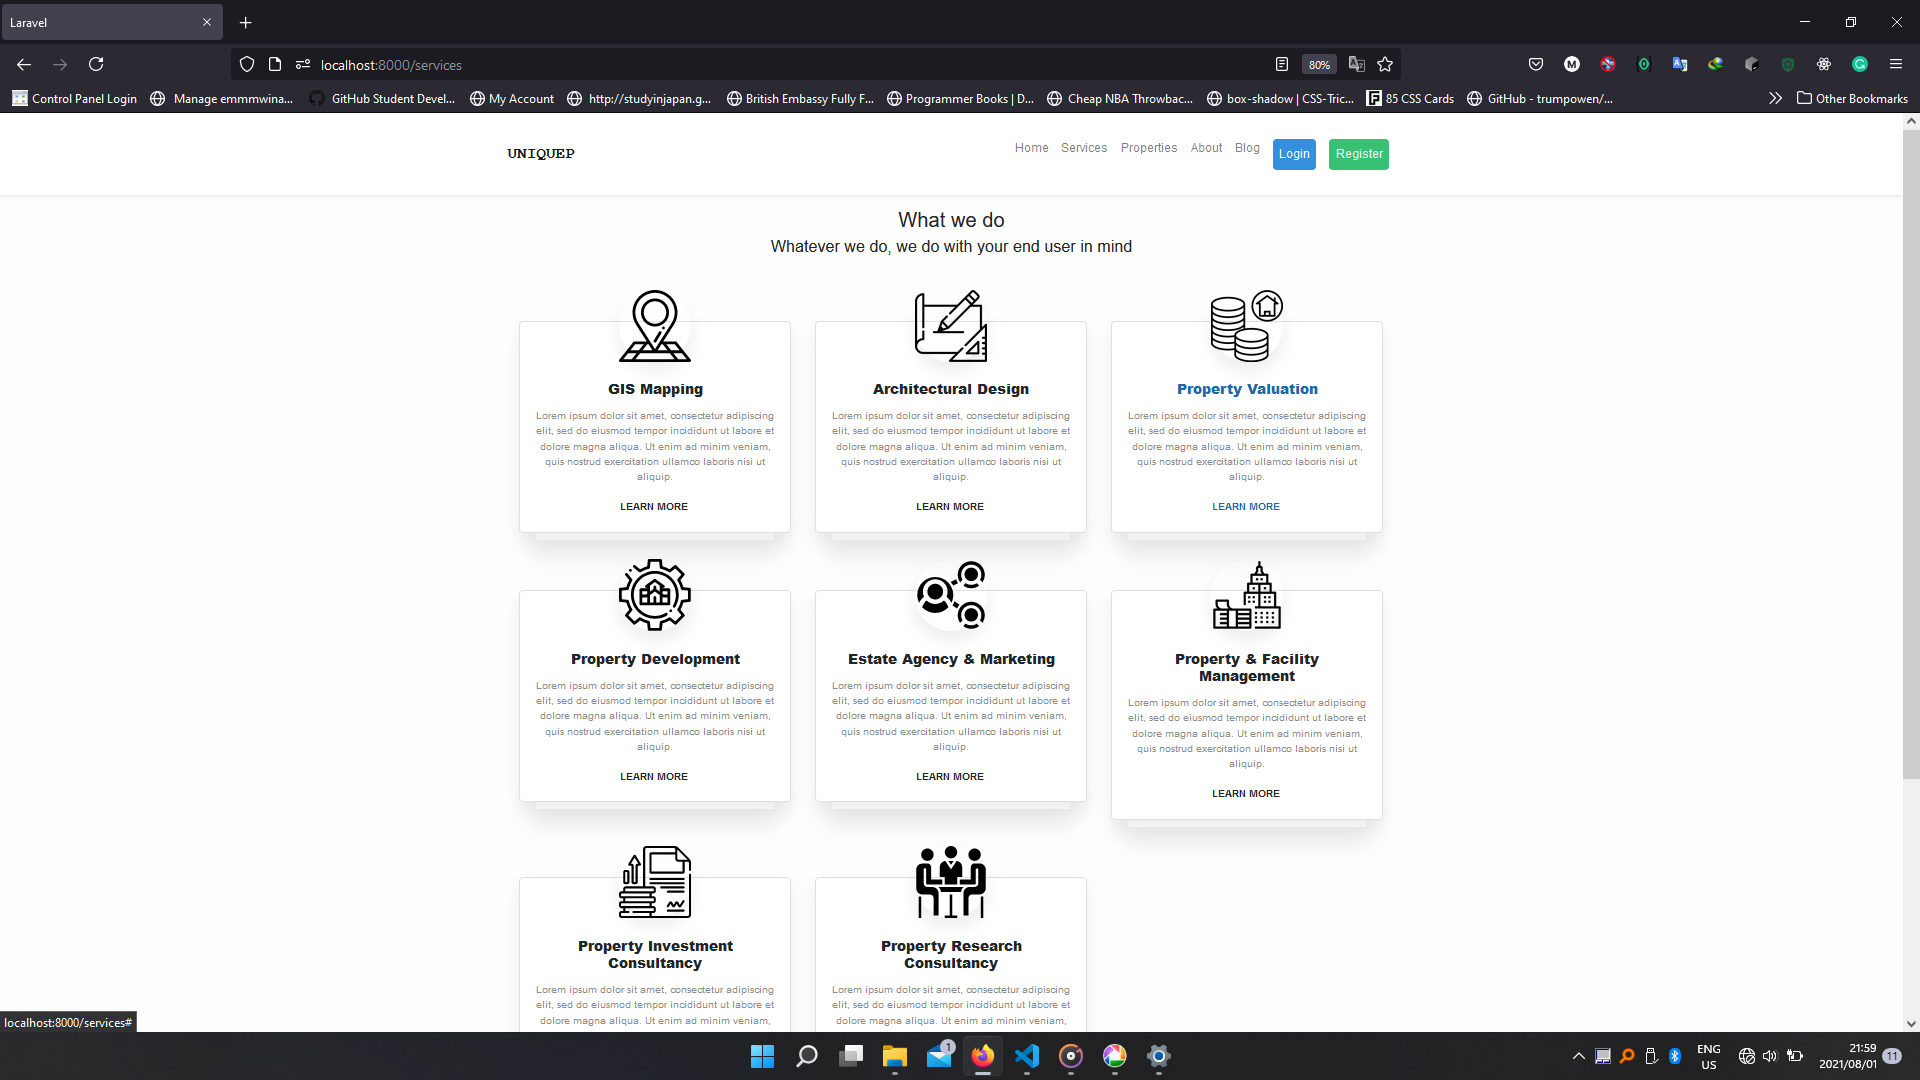 Laravel
localhost:8000/services
80%
Control Panel Login
Manage emmmwina...
GitHub Student Devel...
My Account
http://studyinjapan.g...
British Embassy Fully F...
Programmer Books | D...
Cheap NBA Throwbac...
box-shadow | CSS-Tric...
85 CSS Cards
GitHub - trumpowen/...
Other Bookmarks
UNIQUEP
Home
Services
Properties
About
Blog
Login
Register
What we do
Whatever we do, we do with your end user in mind
GIS Mapping
Lorem ipsum dolor sit amet, consectetur adipiscing
elit, sed do eiusmod tempor incididunt ut labore et
dolore magna aliqua. Ut enim ad minim veniam,
quis nostrud exercitation ullamco laboris nisi ut
aliquip.
LEARN MORE
Architectural Design
Lorem ipsum dolor sit amet, consectetur adipiscing
elit, sed do eiusmod tempor incididunt ut labore et
dolore magna aliqua. Ut enim ad minim veniam,
quis nostrud exercitation ullamco laboris nisi ut
aliquip.
LEARN MORE
Property Valuation
Lorem ipsum dolor sit amet, consectetur adipiscing
elit, sed do eiusmod tempor incididunt ut labore et
dolore magna aliqua. Ut enim ad minim veniam,
quis nostrud exercitation ullamco laboris nisi ut
aliquip.
LEARN MORE
Property Development
Lorem ipsum dolor sit amet, consectetur adipiscing
elit, sed do eiusmod tempor incididunt ut labore et
dolore magna aliqua. Ut enim ad minim veniam,
quis nostrud exercitation ullamco laboris nisi ut
aliquip.
LEARN MORE
Estate Agency & Marketing
Lorem ipsum dolor sit amet, consectetur adipiscing
elit, sed do eiusmod tempor incididunt ut labore et
dolore magna aliqua. Ut enim ad minim veniam,
quis nostrud exercitation ullamco laboris nisi ut
aliquip.
LEARN MORE
Property & Facility
Management
Lorem ipsum dolor sit amet, consectetur adipiscing
elit, sed do eiusmod tempor incididunt ut labore et
dolore magna aliqua. Ut enim ad minim veniam,
quis nostrud exercitation ullamco laboris nisi ut
aliquip.
LEARN MORE
Property Investment
Consultancy
Lorem ipsum dolor sit amet, consectetur adipiscing
elit, sed do eiusmod tempor incididunt ut labore et
dolore magna aliqua. Ut enim ad minim veniam,
Property Research
Consultancy
Lorem ipsum dolor sit amet, consectetur adipiscing
elit, sed do eiusmod tempor incididunt ut labore et
dolore magna aliqua. Ut enim ad minim veniam,
localhost:8000/services#
1
ENG
US
21:59
2021/08/01
11